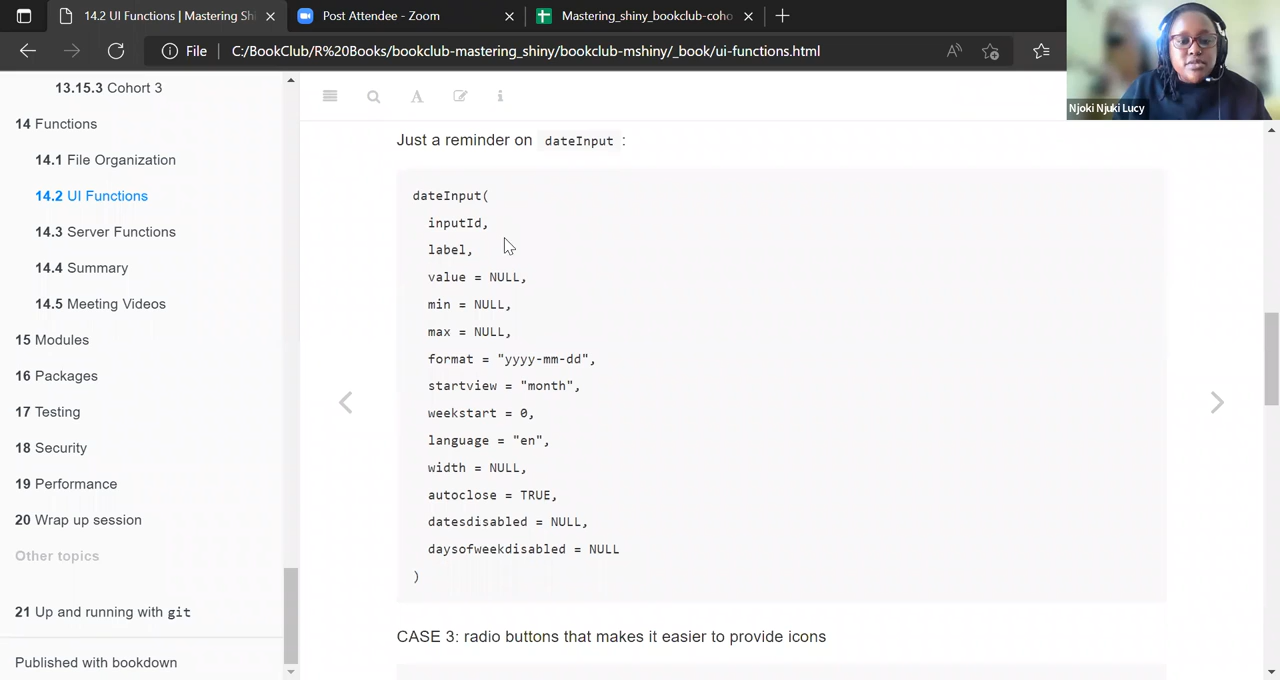 14.2 UI Functions | Mastering Shi
Post Attendee - Zoom
Mastering_shiny_bookclub-coho
File
C:/BookClub/R%20Books/bookclub-mastering_shiny/bookclub-mshiny/_book/ui-functions.html
Njoki Njuki Lucy
13.15.3 Cohort 3
14 Functions
14.1 File Organization
14.2 UI Functions
14.3 Server Functions
14.4 Summary
14.5 Meeting Videos
15 Modules
16 Packages
17 Testing
18 Security
19 Performance
20 Wrap up session
Other topics
21 Up and running with git
Published with bookdown
Just a reminder on dateInput :
dateInput(
inputId,
label,
value = NULL,
min = NULL,
max = NULL,
format = "yyyy-mm-dd",
startview = "month",
weekstart = 0,
language = "en",
width = NULL,
autoclose = TRUE,
datesdisabled = NULL,
daysofweekdisabled = NULL
)
CASE 3: radio buttons that makes it easier to provide icons